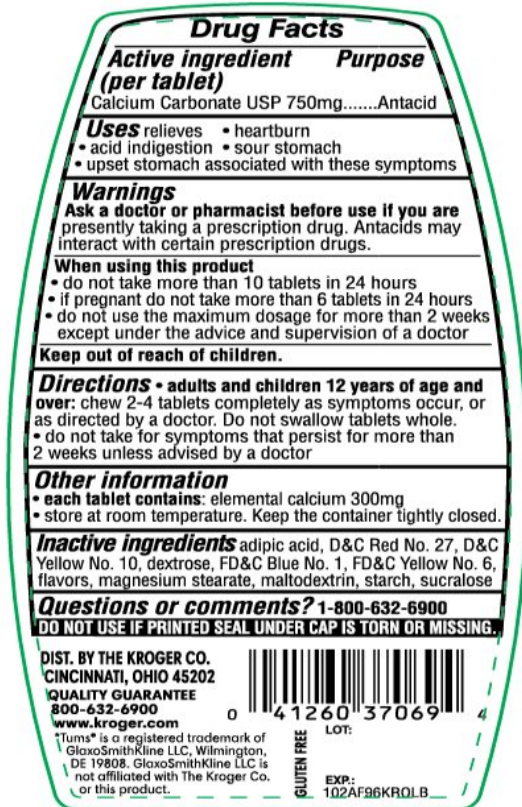 Drug Facts
Active ingredient Purpose
(per tablet)
Calcium Carbonate USP 750mg.......Antacid
Uses relieves • heartburn
• acid indigestion • sour stomach
• upset stomach associated with these symptoms
Warnings
Ask a doctor or pharmacist before use if you are
presently taking a prescription drug. Antacids may
interact with certain prescription drugs.
When using this product
• do not take more than 10 tablets in 24 hours
• if pregnant do not take more than 6 tablets in 24 hours
• do not use the maximum dosage for more than 2 weeks
except under the advice and supervision of a doctor
Keep out of reach of children.
Directions • adults and children 12 years of age and
over: chew 2-4 tablets completely as symptoms occur, or
as directed by a doctor. Do not swallow tablets whole.
• do not take for symptoms that persist for more than
2 weeks unless advised by a doctor
Other information
• each tablet contains: elemental calcium 300mg
• store at room temperature. Keep the container tightly closed.
Inactive ingredients adipic acid, D&C Red No. 27, D&C
Yellow No. 10, dextrose, FD&C Blue No. 1, FD&C Yellow No. 6,
flavors, magnesium stearate, maltodextrin, starch, sucralose
Questions or comments? 1-800-632-6900
DO NOT USE IF PRINTED SEAL UNDER CAP IS TORN OR MISSING.
DIST. BY THE KROGER CO.
CINCINNATI, OHIO 45202
QUALITY GUARANTEE
800-632-6900
www.kroger.com
*Tums® is a registered trademark of
GlaxoSmithKline LLC, Wilmington,
DE 19808. GlaxoSmithKline LLC is
not affiliated with The Kroger Co.
or this product.
0 41260 37069 4
GLUTEN FREE
LOT:
EXP.:
102AF96KROLB